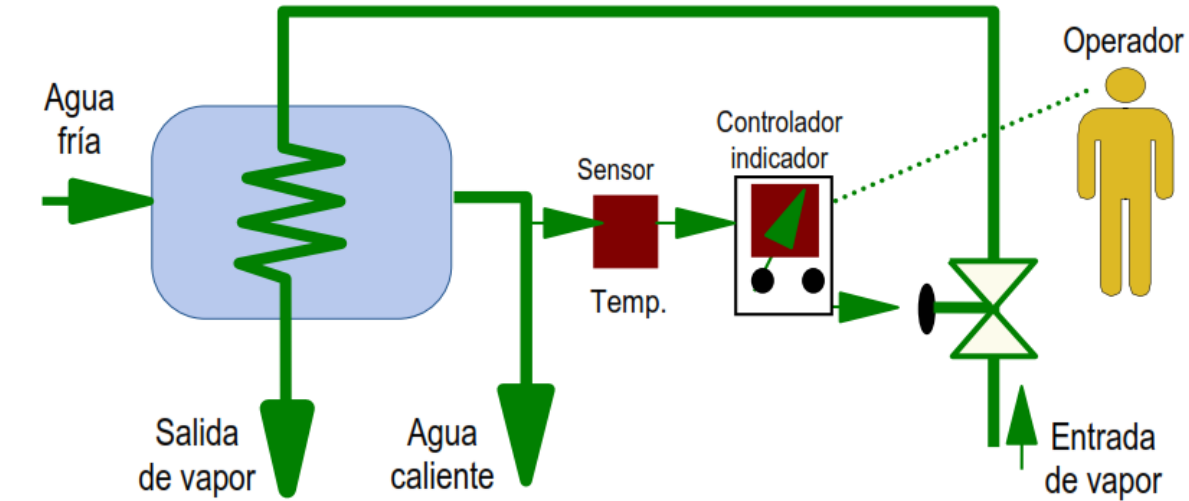 Operador
Agua
fría
Controlador
indicador
Sensor
Temp.
Salida
de vapor
Agua
caliente
Entrada
de vapor